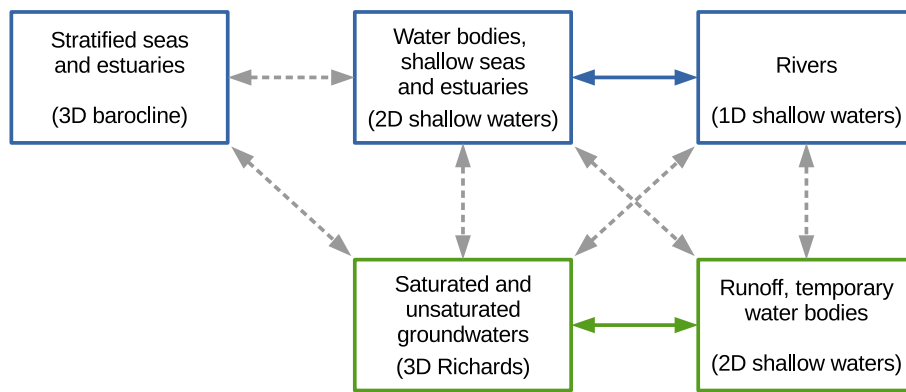 Stratified seas
and estuaries
(3D barocline)
Water bodies,
shallow seas
and estuaries
(2D shallow waters)
Rivers
(1D shallow waters)
Saturated and
unsaturated
groundwaters
(3D Richards)
Runoff, temporary
water bodies
(2D shallow waters)